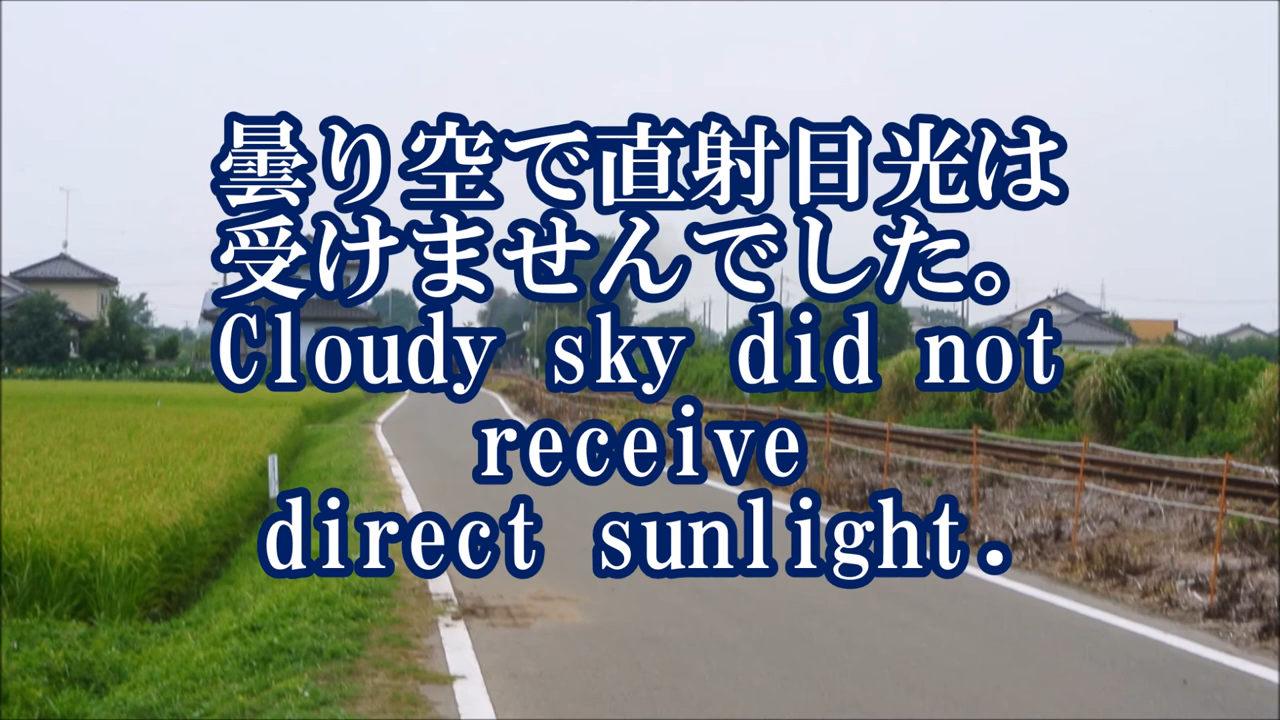 曇り空で直射日光は
受けませんでした。
Cloudy sky did not
receive
direct sunlight.